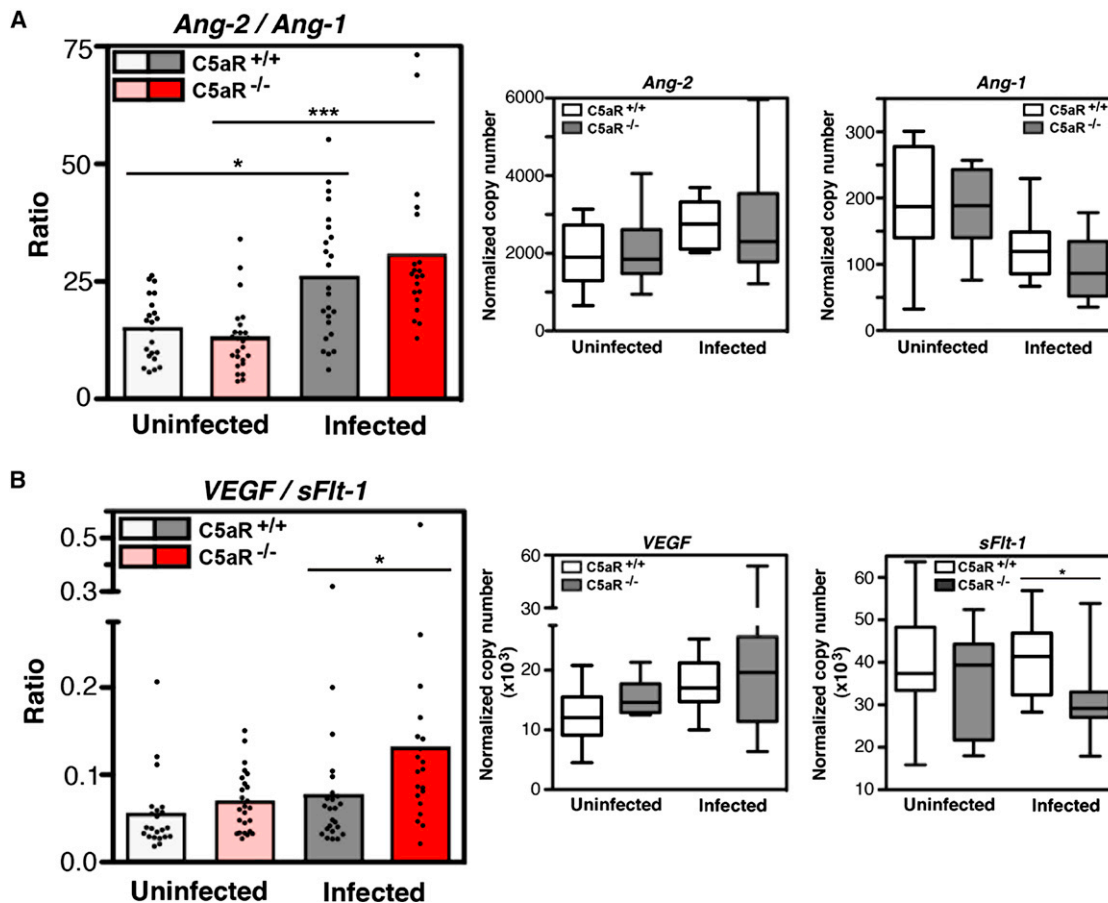 A
Ang-2 / Ang-1
75
50
25
0
Ratio
C5aR +/+
C5aR -/-
***
*
Uninfected Infected
Ang-2
6000
4000
2000
0
Normalized copy number
C5aR +/+
C5aR -/-
Uninfected Infected
Ang-1
300
200
100
0
Normalized copy number
C5aR +/+
C5aR -/-
Uninfected Infected
B
VEGF / sFlt-1
0.5
0.3
0.2
0.1
0.0
Ratio
C5aR +/+
C5aR -/-
*
Uninfected Infected
VEGF
60
30
20
10
0
Normalized copy number
(x10-3)
C5aR +/+
C5aR -/-
Uninfected Infected
sFlt-1
60
50
40
30
20
10
Normalized copy number
(x10-3)
C5aR +/+
C5aR -/-
*
Uninfected Infected